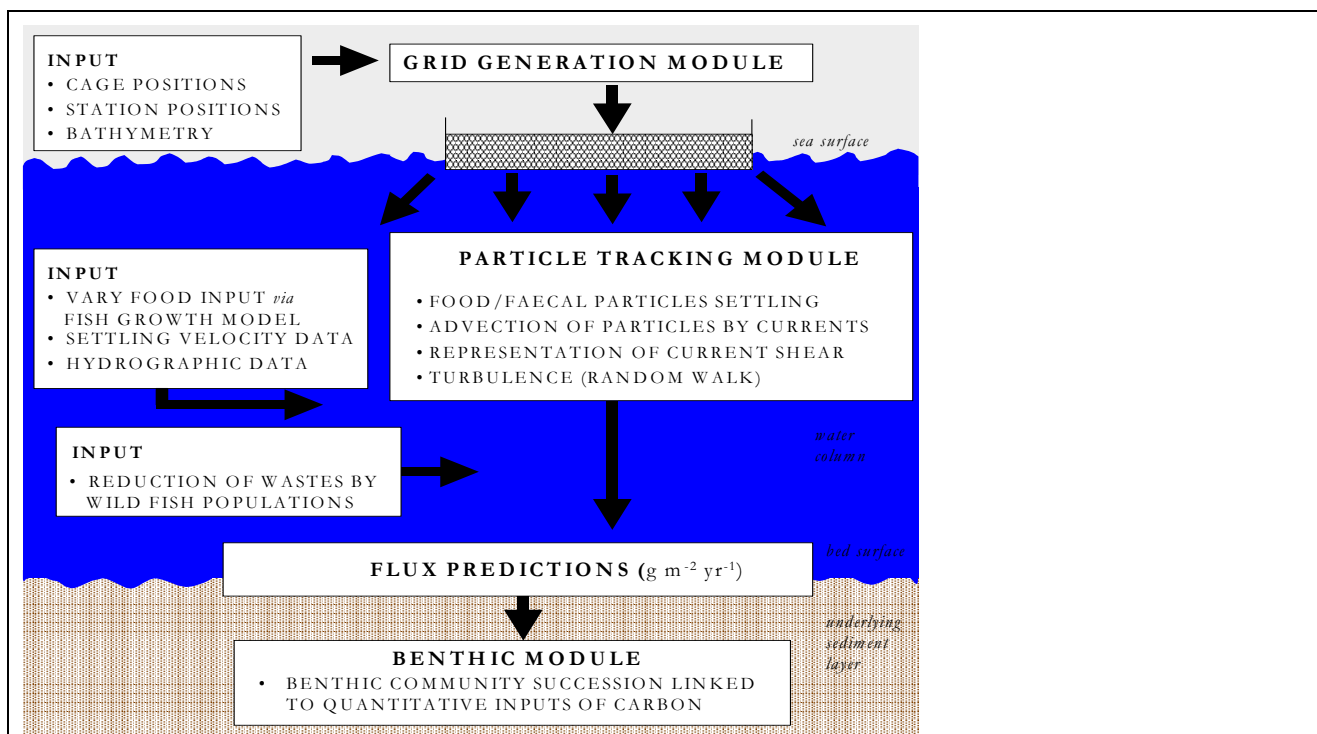 INPUT
• CAGE POSITIONS
• STATION POSITIONS
• BATHYMETRY
GRID GENERATION MODULE
sea surface
INPUT
• VARY FOOD INPUT via
FISH GROWTH MODEL
• SETTLING VELOCITY DATA
• HYDROGRAPHIC DATA
PARTICLE TRACKING MODULE
• FOOD/FAECAL PARTICLES SETTLING
• ADVECTION OF PARTICLES BY CURRENTS
• REPRESENTATION OF CURRENT SHEAR
• TURBULENCE (RANDOM WALK)
INPUT
• REDUCTION OF WASTES BY
WILD FISH POPULATIONS
water
column
bed surface
FLUX PREDICTIONS (g m⁻² yr⁻¹)
underlying
sediment
layer
BENTHIC MODULE
• BENTHIC COMMUNITY SUCCESSION LINKED
TO QUANTITATIVE INPUTS OF CARBON